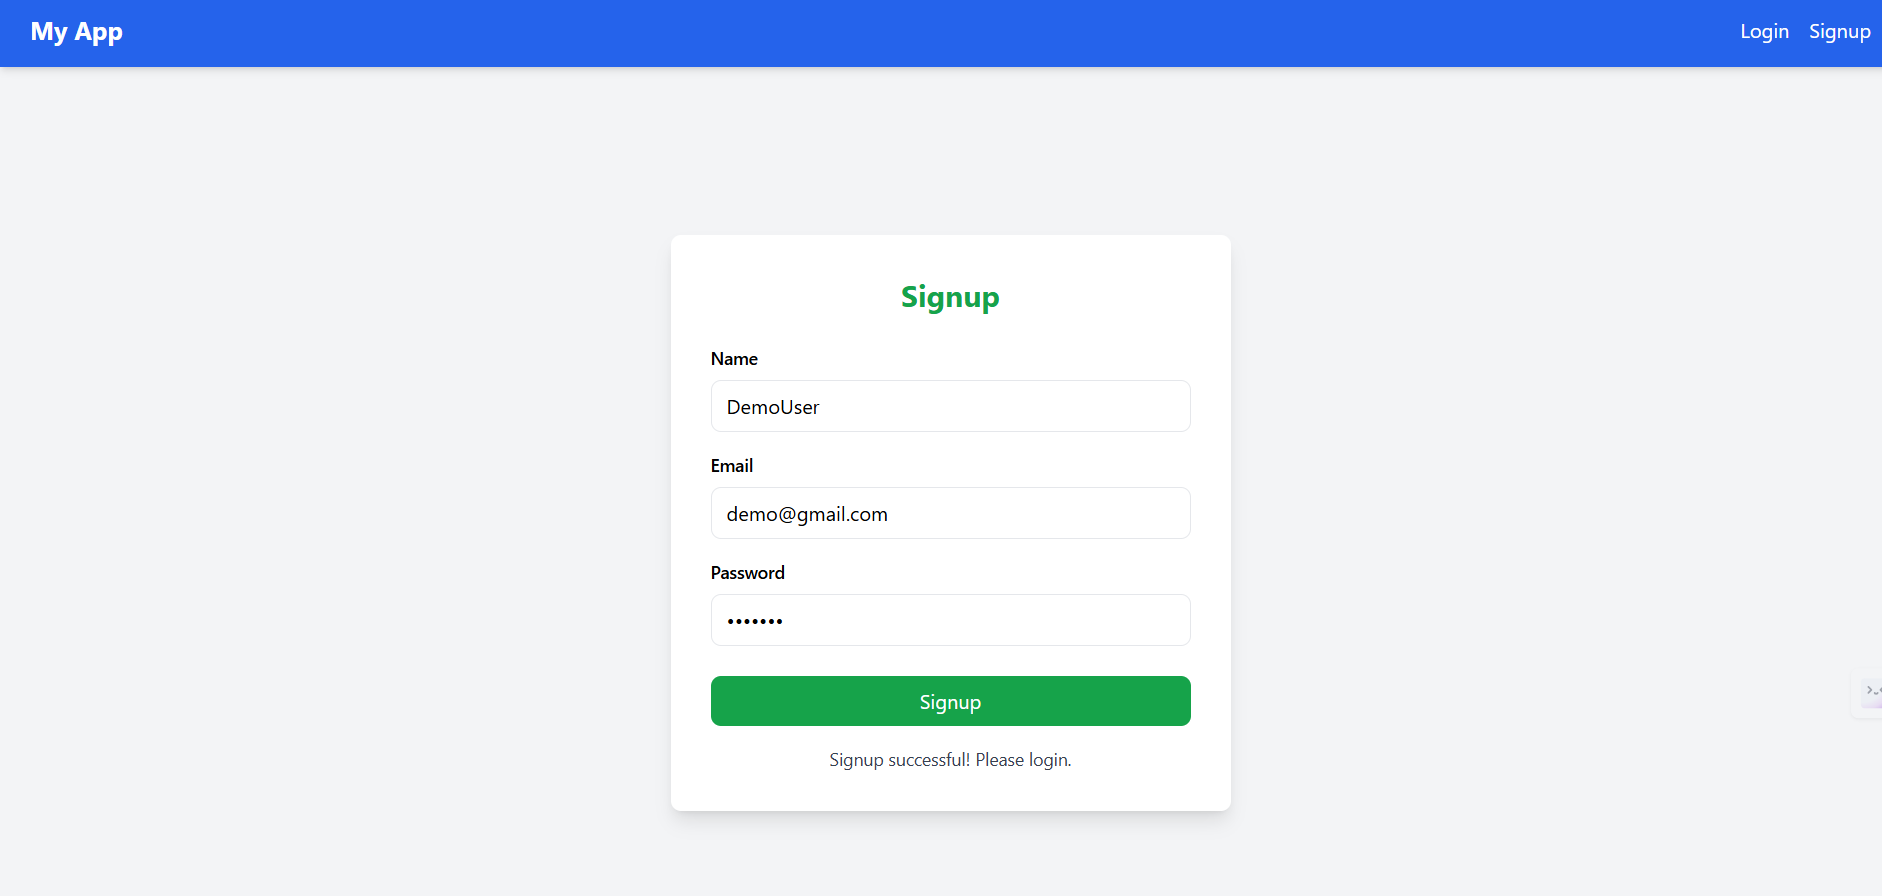 My App
Login Signup
Signup
Name
DemoUser
Email
demo@gmail.com
Password
•••••••
Signup
Signup successful! Please login.